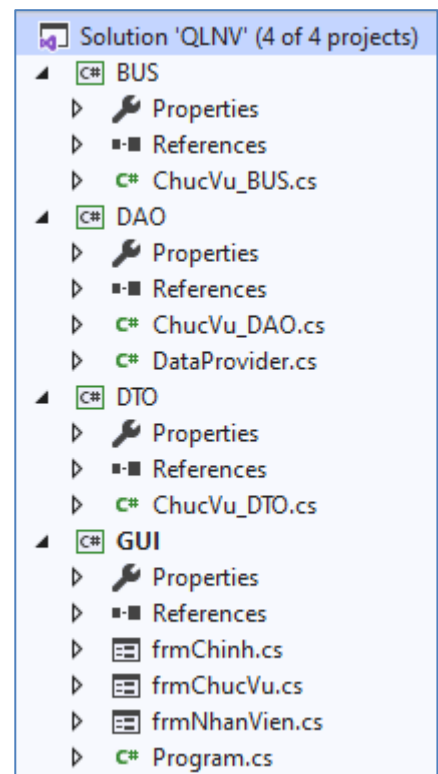 Solution 'QLNV' (4 of 4 projects)
C# BUS
Properties
References
C# ChucVu_BUS.cs
C# DAO
Properties
References
C# ChucVu_DAO.cs
C# DataProvider.cs
C# DTO
Properties
References
C# ChucVu_DTO.cs
C# GUI
Properties
References
frmChinh.cs
frmChucVu.cs
frmNhanVien.cs
C# Program.cs